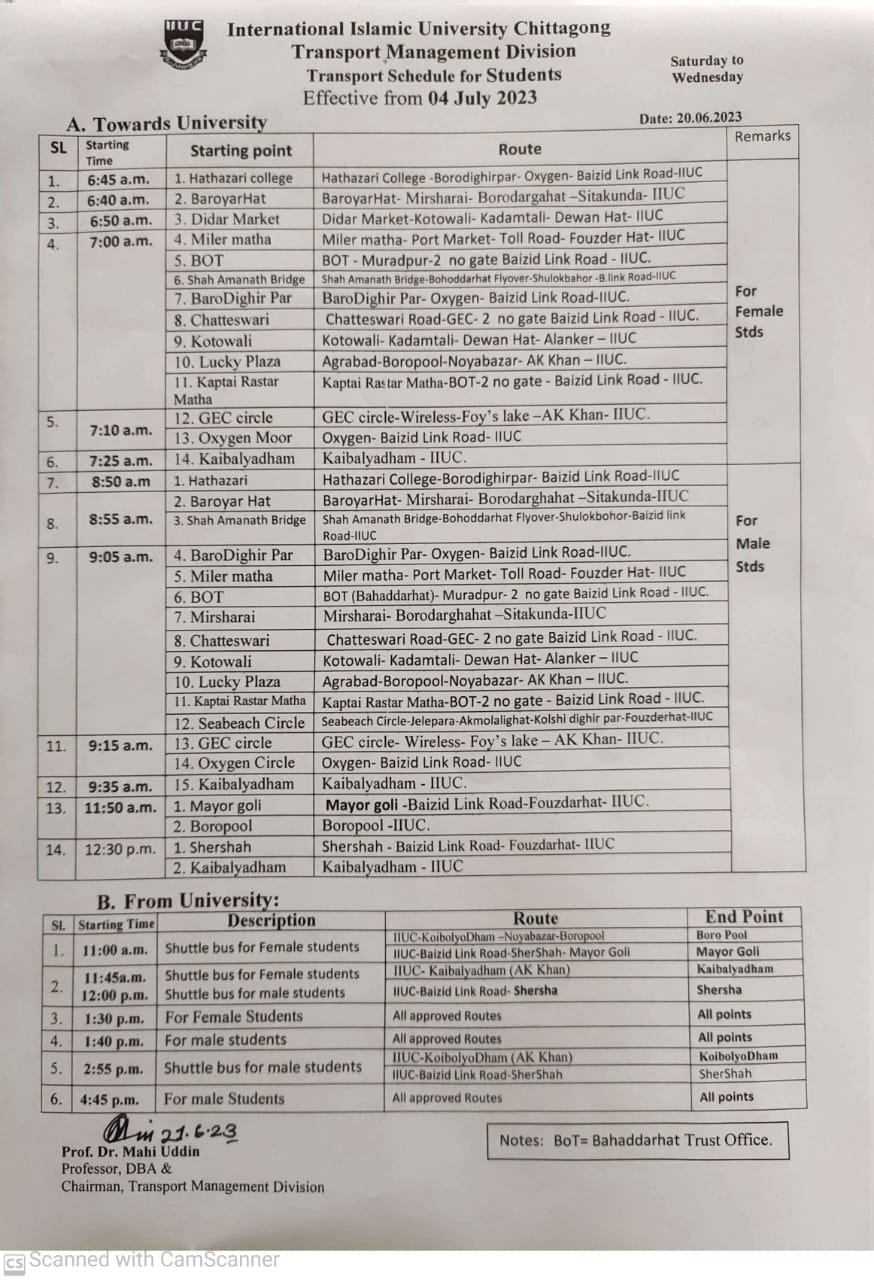 IIUC
International Islamic University Chittagong
Transport Management Division
Transport Schedule for Students
Effective from 04 July 2023
Saturday to
Wednesday
A. Towards University
Date: 20.06.2023
SL Starting Time Starting point Route Remarks
1. 6:45 a.m. 1. Hathazari college Hathazari College -Borodighirpar- Oxygen- Baizid Link Road-IIUC
2. 6:40 a.m. 2. BaroyarHat BaroyarHat- Mirsharai- Borodargahat –Sitakunda- IIUC
3. 6:50 a.m. 3. Didar Market Didar Market-Kotowali- Kadamtali- Dewan Hat- IIUC
4. 7:00 a.m. 4. Miler matha Miler matha- Port Market- Toll Road- Fouzder Hat- IIUC
5. BOT BOT - Muradpur-2 no gate Baizid Link Road - IIUC.
6. Shah Amanath Bridge Shah Amanath Bridge-Bohoddarhat Flyover-Shulokbahor -B.link Road-IIUC
7. BaroDighir Par BaroDighir Par- Oxygen- Baizid Link Road-IIUC.
8. Chatteswari Chatteswari Road-GEC- 2 no gate Baizid Link Road - IIUC.
9. Kotowali Kotowali- Kadamtali- Dewan Hat- Alanker – IIUC
10. Lucky Plaza Agrabad-Boropool-Noyabazar- AK Khan – IIUC.
11. Kaptai Rastar Matha Kaptai Rastar Matha-BOT-2 no gate - Baizid Link Road - IIUC.
For
Female
Stds
5. 7:10 a.m. 12. GEC circle GEC circle-Wireless-Foy's lake –AK Khan- IIUC.
13. Oxygen Moor Oxygen- Baizid Link Road- IIUC
6. 7:25 a.m. 14. Kaibalyadham Kaibalyadham - IIUC.
7. 8:50 a.m 1. Hathazari Hathazari College-Borodighirpar- Baizid Link Road-IIUC
2. Baroyar Hat BaroyarHat- Mirsharai- Borodarghahat –Sitakunda-IIUC
8. 8:55 a.m. 3. Shah Amanath Bridge Shah Amanath Bridge-Bohoddarhat Flyover-Shulokbohor-Baizid link
Road-IIUC
For
Male
Stds
9. 9:05 a.m. 4. BaroDighir Par BaroDighir Par- Oxygen- Baizid Link Road-IIUC.
5. Miler matha Miler matha- Port Market- Toll Road- Fouzder Hat- IIUC
6. BOT BOT (Bahaddarhat)- Muradpur- 2 no gate Baizid Link Road - IIUC.
7. Mirsharai Mirsharai- Borodarghahat –Sitakunda-IIUC
8. Chatteswari Chatteswari Road-GEC- 2 no gate Baizid Link Road - IIUC.
9. Kotowali Kotowali- Kadamtali- Dewan Hat- Alanker – IIUC
10. Lucky Plaza Agrabad-Boropool-Noyabazar- AK Khan – IIUC.
11. Kaptai Rastar Matha Kaptai Rastar Matha-BOT-2 no gate - Baizid Link Road - IIUC.
12. Seabeach Circle Seabeach Circle-Jelepara-Akmolalighat-Kolshi dighir par-Fouzderhat-IIUC
11. 9:15 a.m. 13. GEC circle GEC circle- Wireless- Foy's lake – AK Khan- IIUC.
14. Oxygen Circle Oxygen- Baizid Link Road- IIUC
12. 9:35 a.m. 15. Kaibalyadham Kaibalyadham - IIUC.
13. 11:50 a.m. 1. Mayor goli Mayor goli -Baizid Link Road-Fouzdarhat- IIUC.
2. Boropool Boropool -IIUC.
14. 12:30 p.m. 1. Shershah Shershah - Baizid Link Road- Fouzdarhat- IIUC
2. Kaibalyadham Kaibalyadham - IIUC
B. From University:
Sl. Starting Time Description Route End Point
1. 11:00 a.m. Shuttle bus for Female students IIUC-KoibolyoDham –Noyabazar-Boropool Boro Pool
IIUC-Baizid Link Road-SherShah- Mayor Goli Mayor Goli
2. 11:45a.m. Shuttle bus for Female students IIUC- Kaibalyadham (AK Khan) Kaibalyadham
12:00 p.m. Shuttle bus for male students IIUC-Baizid Link Road- Shersha Shersha
3. 1:30 p.m. For Female Students All approved Routes All points
4. 1:40 p.m. For male students All approved Routes All points
5. 2:55 p.m. Shuttle bus for male students IIUC-KoibolyoDham (AK Khan) KoibolyoDham
IIUC-Baizid Link Road-SherShah SherShah
6. 4:45 p.m. For male Students All approved Routes All points
21.6.23
Prof. Dr. Mahi Uddin
Professor, DBA &
Chairman, Transport Management Division
Notes: BoT= Bahaddarhat Trust Office.
CS Scanned with CamScanner